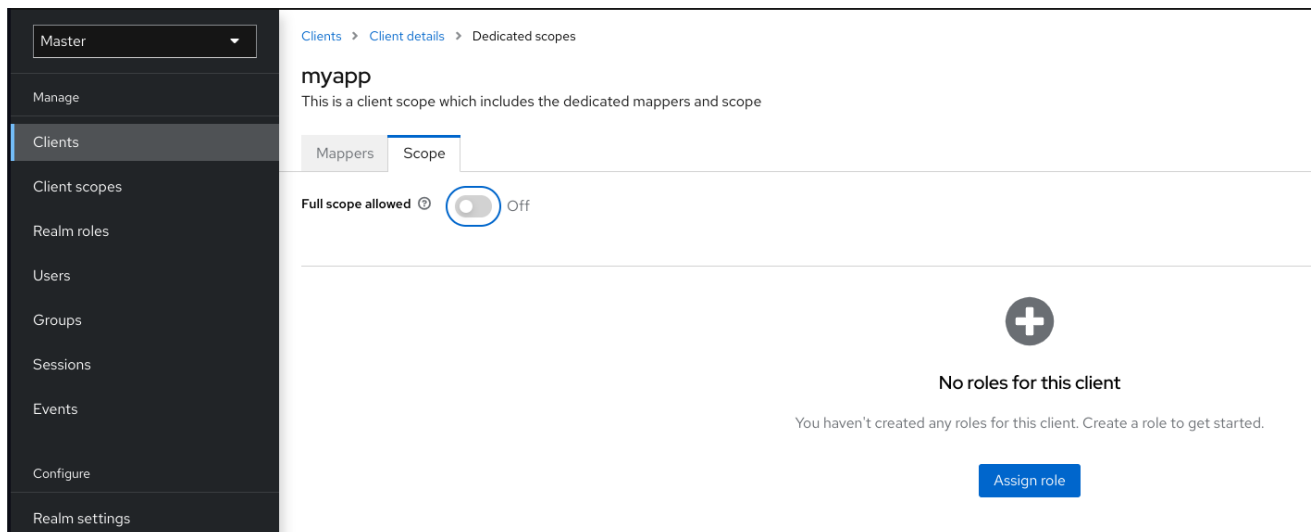 Master
Manage
Clients
Client scopes
Realm roles
Users
Groups
Sessions
Events
Configure
Realm settings
Clients > Client details > Dedicated scopes
myapp
This is a client scope which includes the dedicated mappers and scope
Mappers Scope
Full scope allowed ? Off
No roles for this client
You haven't created any roles for this client. Create a role to get started.
Assign role